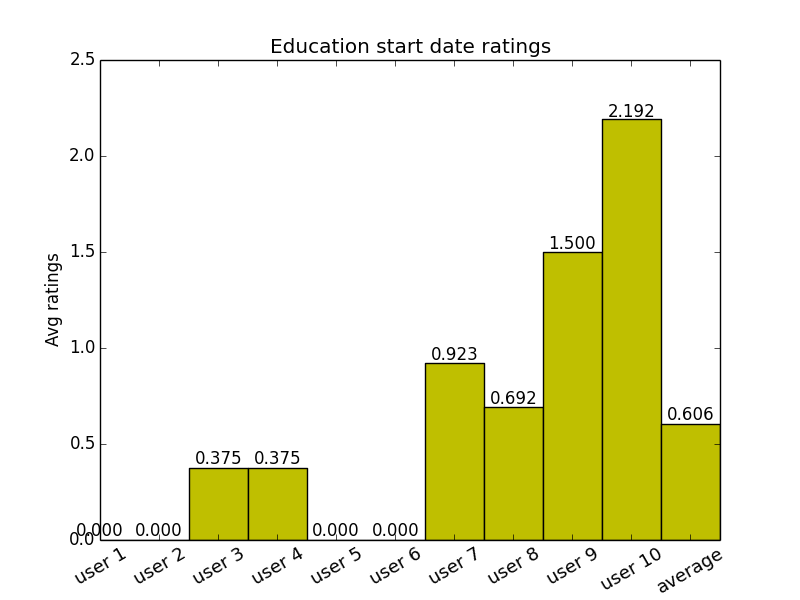 Education start date ratings
2.5
2.0
1.5
1.0
0.5
0.0
Avg ratings
0.000
0.000
0.375
0.375
0.000
0.000
0.923
0.692
1.500
2.192
0.606
user 1
user 2
user 3
user 4
user 5
user 6
user 7
user 8
user 9
user 10
average